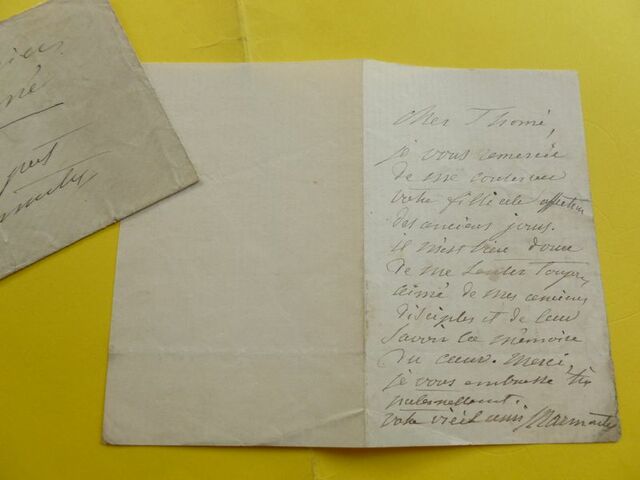 Cher Thomé,
je vous remercie
de me conserver
votre filliale affection
des anciens jours.
il m'est bien doux
de me sentir toujours
aimé de mes anciens
disciples et de leur
savoir la mémoire
du cœur. Merci,
je vous embrasse très
paternellement.
votre vieil ami Marmontel